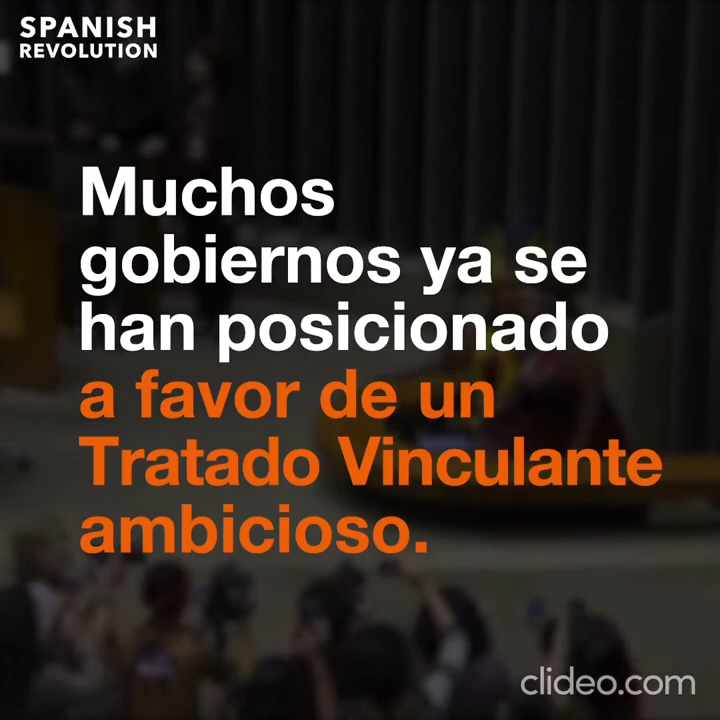 SPANISH
REVOLUTION
Muchos
gobiernos ya se
han posicionado
a favor de un
Tratado Vinculante
ambicioso.
clideo.com